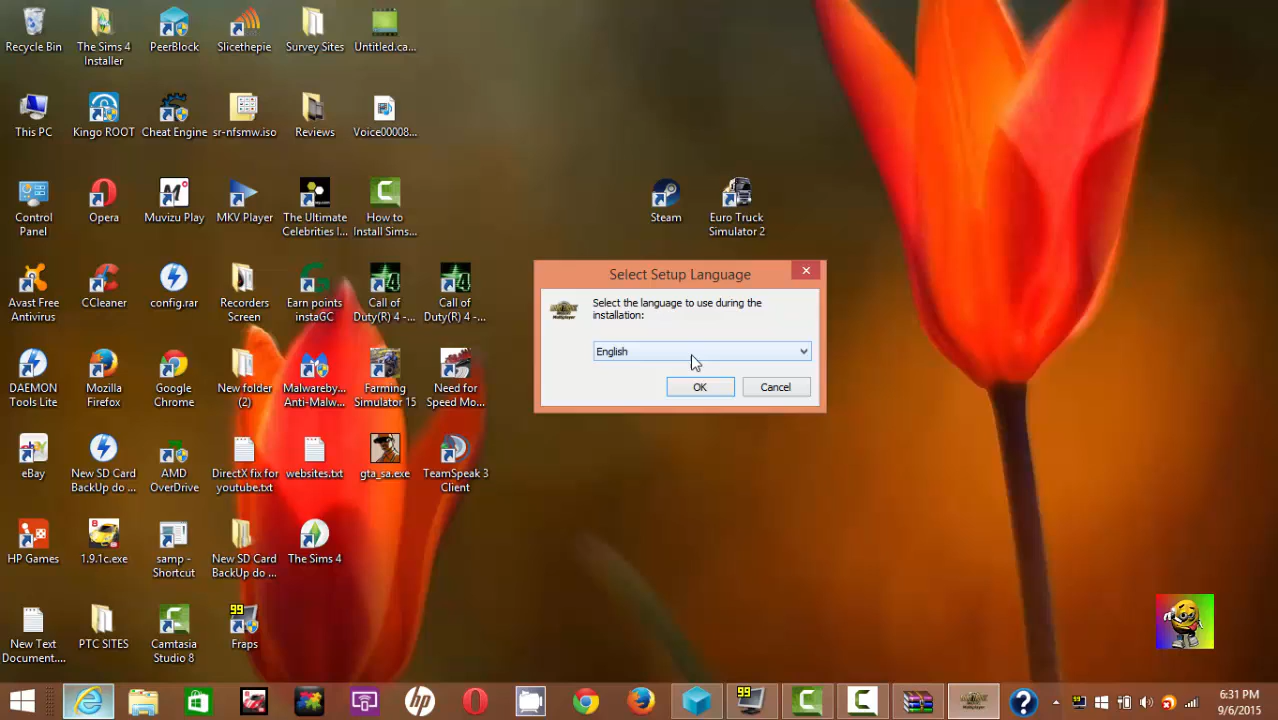 Recycle Bin
The Sims 4
Installer
PeerBlock
Slicethepie
Survey Sites
Untitled.ca...
This PC
Kingo ROOT
Cheat Engine
sr-nfsmw.iso
Reviews
Voice00008...
Control
Panel
Opera
Muvizu Play
MKV Player
The Ultimate
Celebrities I...
How to
Install Sims...
Steam
Euro Truck
Simulator 2
Select Setup Language
Select the language to use during the
installation:
English
OK
Cancel
Avast Free
Antivirus
CCleaner
config.rar
Recorders
Screen
Earn points
instaGC
Call of
Duty(R) 4 -...
Call of
Duty(R) 4 -...
DAEMON
Tools Lite
Mozilla
Firefox
Google
Chrome
New folder
(2)
Malwareby...
Anti-Malw...
Farming
Simulator 15
Need for
Speed Mo...
eBay
New SD Card
BackUp do ...
AMD
OverDrive
DirectX fix for
youtube.txt
websites.txt
gta_sa.exe
TeamSpeak 3
Client
HP Games
1.9.1c.exe
samp -
Shortcut
New SD Card
BackUp do ...
The Sims 4
99
New Text
Document....
PTC SITES
Camtasia
Studio 8
Fraps
99
6:31 PM
9/6/2015